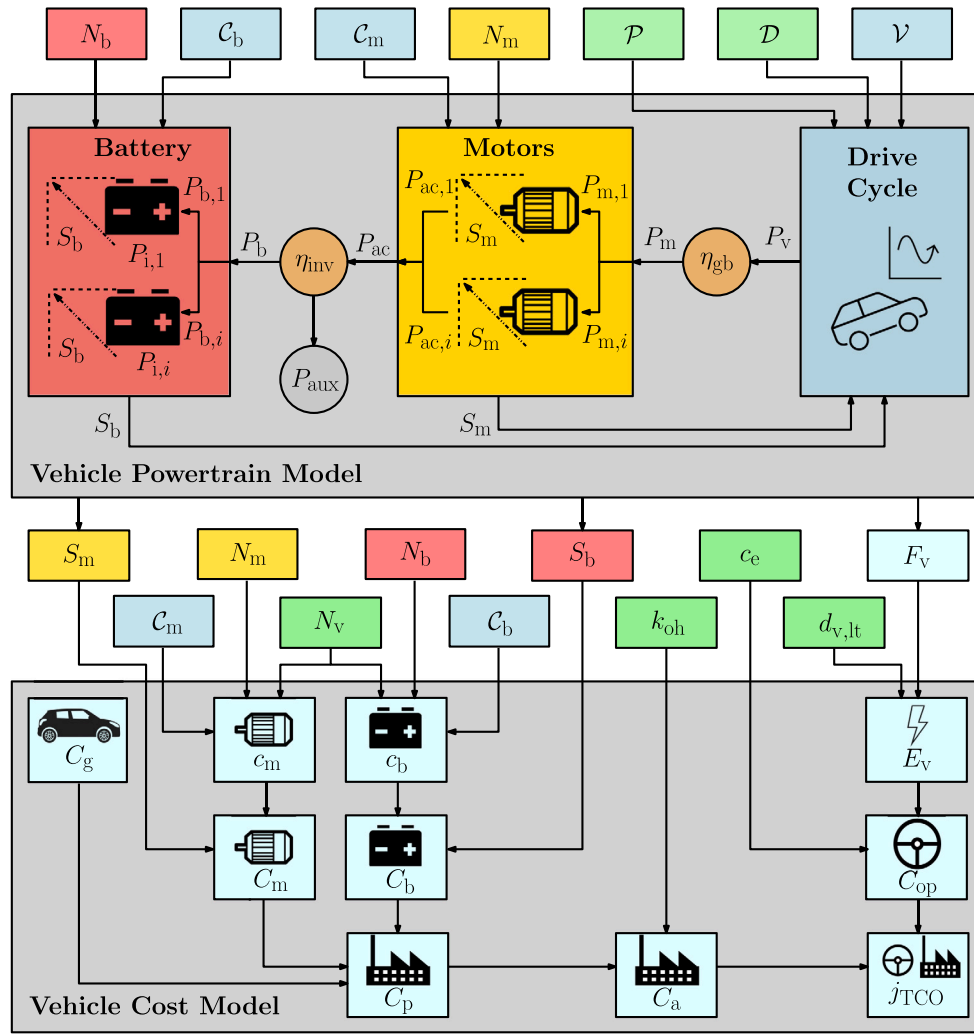 N_b
𝒞_b
𝒞_m
N_m
𝒫
𝒟
𝒱
Battery
Motors
Drive
Cycle
P_b,1
S_b
P_i,1
P_b
η_inv
P_ac
P_ac,1
S_m
P_m,1
P_m
η_gb
P_v
S_b
P_b,i
P_i,i
P_aux
P_ac,i
S_m
P_m,i
S_b
S_m
Vehicle Powertrain Model
S_m
N_m
N_b
S_b
c_e
F_v
𝒞_m
N_v
𝒞_b
k_oh
d_v,lt
C_g
c_m
c_b
E_v
C_m
C_b
C_op
C_p
C_a
j_TCO
Vehicle Cost Model